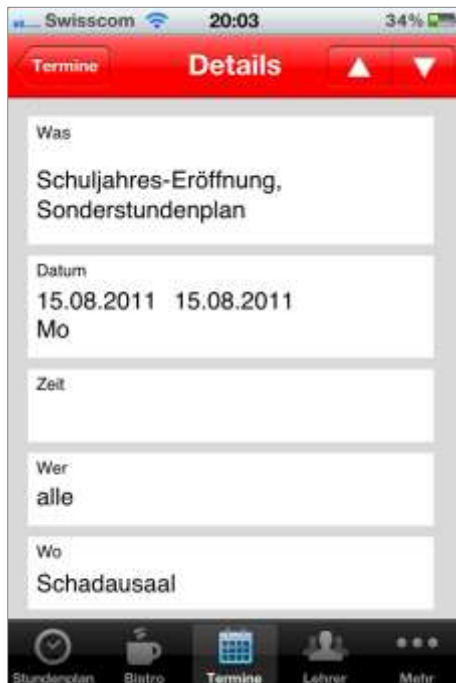 Swisscom 20:03 34%
Termine Details
Was
Schuljahres-Eröffnung,
Sonderstundenplan
Datum
15.08.2011 15.08.2011
Mo
Zeit
Wer
alle
Wo
Schadausaal
Stundenplan Bistro Termine Lehrer Mehr